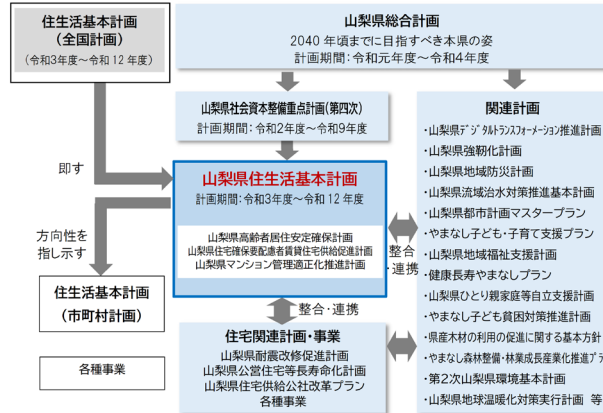 住生活基本計画
(全国計画)
(令和3年度～令和12年度)
山梨県総合計画
2040年頃までに目指すべき本県の姿
計画期間：令和元年度～令和4年度
山梨県社会資本整備重点計画(第四次)
計画期間：令和2年度～令和9年度
即す
山梨県住生活基本計画
計画期間：令和3年度～令和12年度
山梨県高齢者居住安定確保計画
山梨県住宅確保要配慮者賃貸住宅供給促進計画
山梨県マンション管理適正化推進計画
方向性を
指し示す
住生活基本計画
(市町村計画)
各種事業
整合・連携
住宅関連計画・事業
山梨県耐震改修促進計画
山梨県公営住宅等長寿命化計画
山梨県住宅供給公社改革プラン
各種事業
整合
・連携
関連計画
・山梨県デジタルトランスフォーメーション推進計画
・山梨県強靭化計画
・山梨県地域防災計画
・山梨県流域治水対策推進基本計画
・山梨県都市計画マスタープラン
・やまなし子ども・子育て支援プラン
・山梨県地域福祉支援計画
・健康長寿やまなしプラン
・山梨県ひとり親家庭等自立支援計画
・やまなし子ども貧困対策推進計画
・県産木材の利用の促進に関する基本方針
・やまなし森林整備・林業成長産業化推進プラ
・第2次山梨県環境基本計画
・山梨県地球温暖化対策実行計画 等